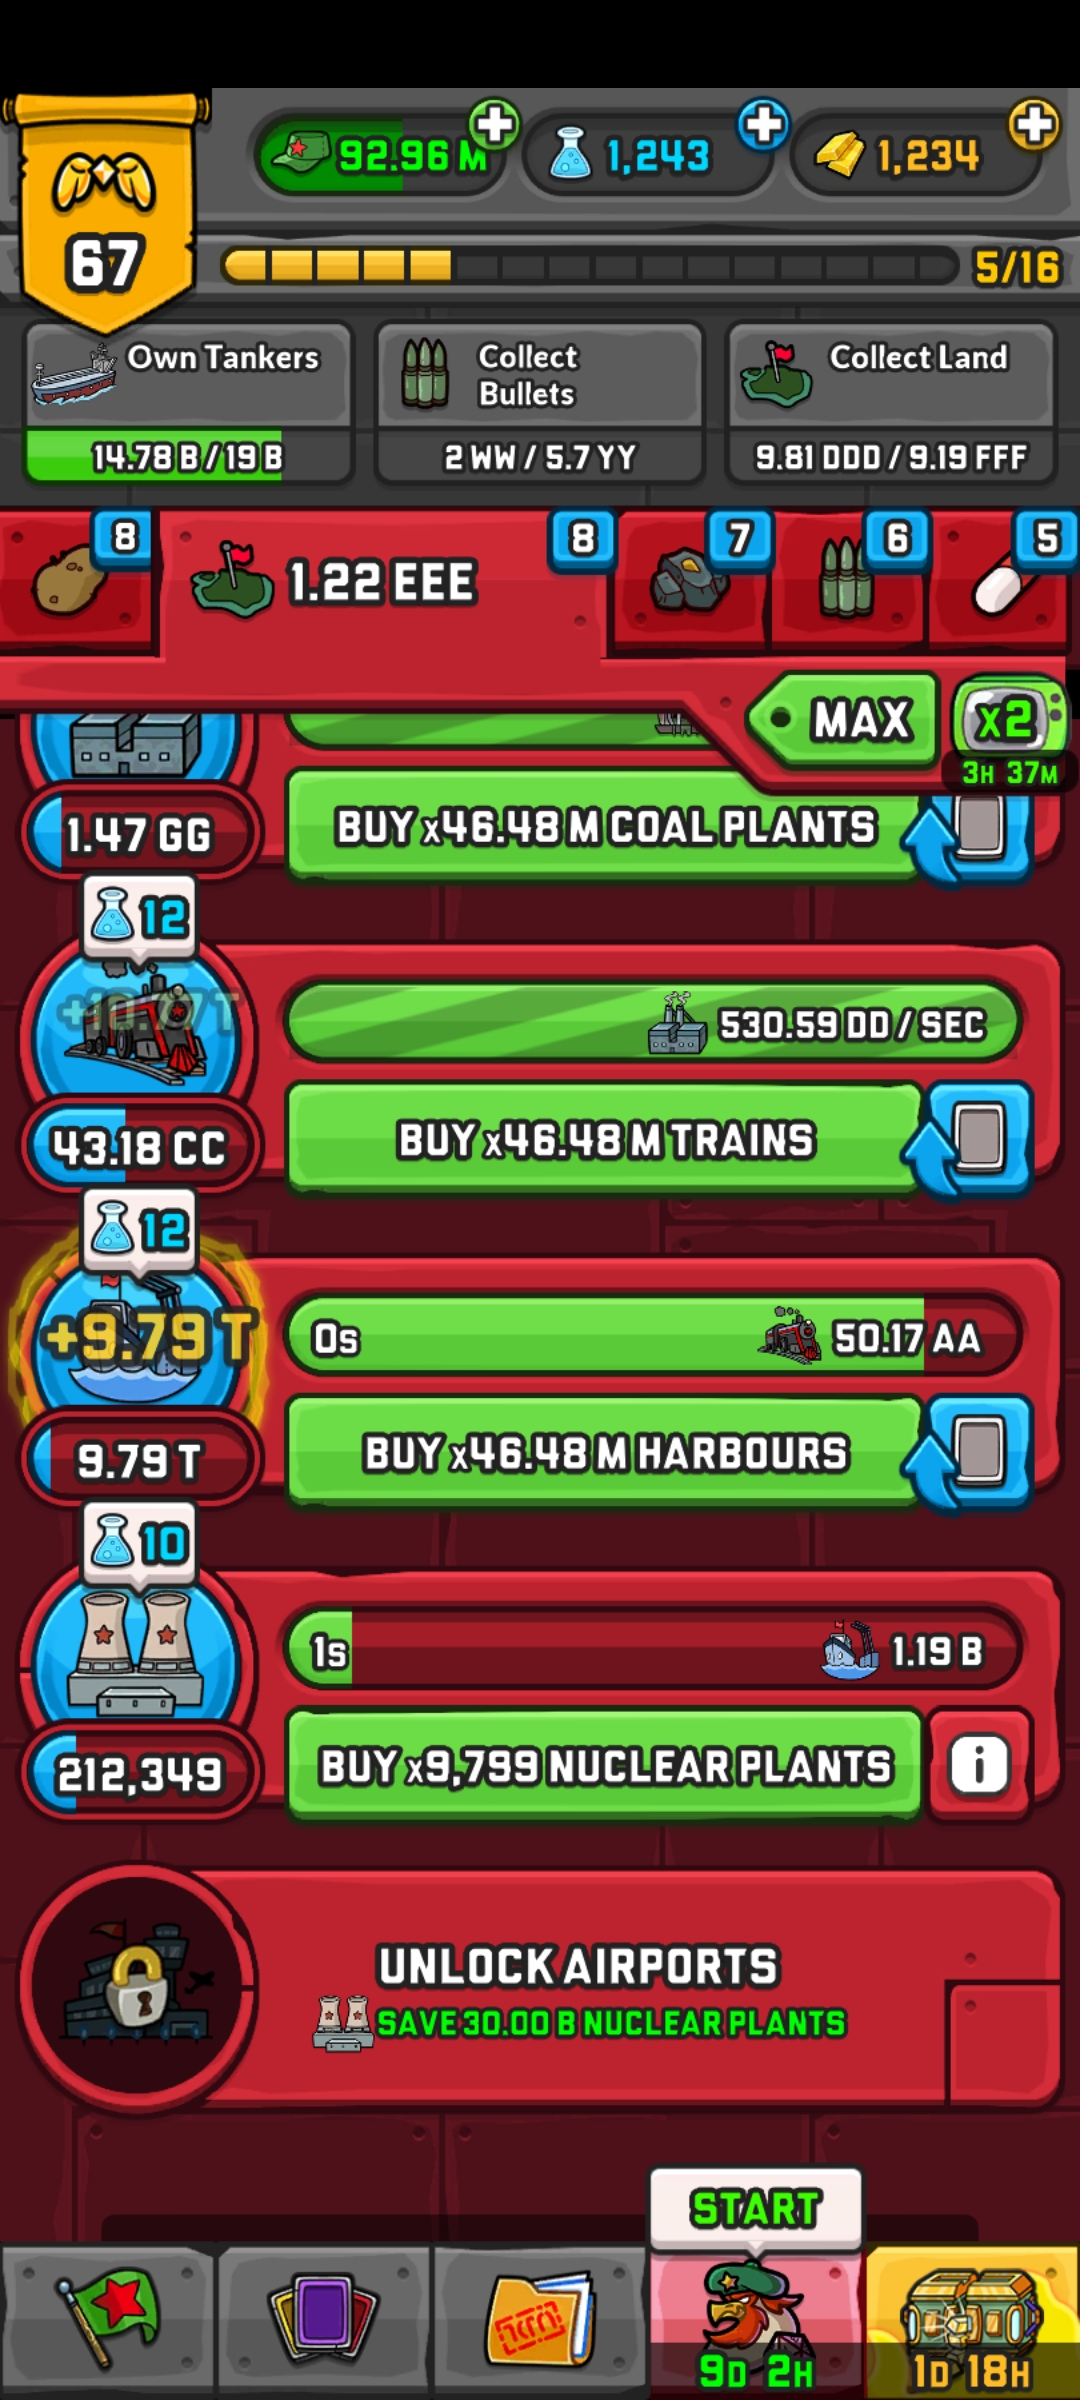 92.96 M
1,243
1,234
67
5/16
Own Tankers
14.78 B / 19 B
Collect
Bullets
2 WW / 5.7 YY
Collect Land
9.81 DDD / 9.19 FFF
8
1.22 EEE
8
7
6
5
MAX
x2
3H 37M
1.47 GG
BUY x46.48 M COAL PLANTS
12
530.59 DD / SEC
43.18 CC
BUY x46.48 M TRAINS
12
+9.79 T
0s
50.17 AA
9.79 T
BUY x46.48 M HARBOURS
10
1s
1.19 B
212,349
BUY x9,799 NUCLEAR PLANTS
i
UNLOCK AIRPORTS
SAVE 30.00 B NUCLEAR PLANTS
START
9D 2H
1D 18H